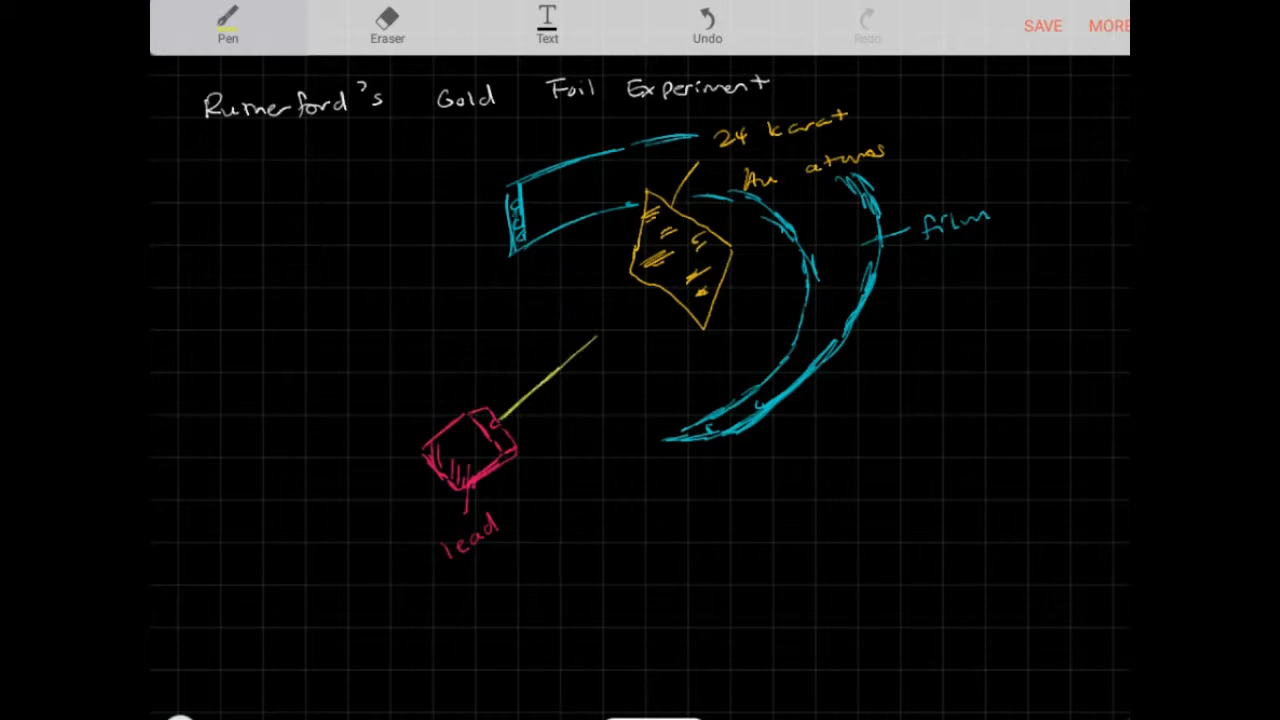 Pen Eraser Text Undo Redo SAVE MORE
Rutherford's Gold Foil Experiment
24 karat
Au atoms
film
lead